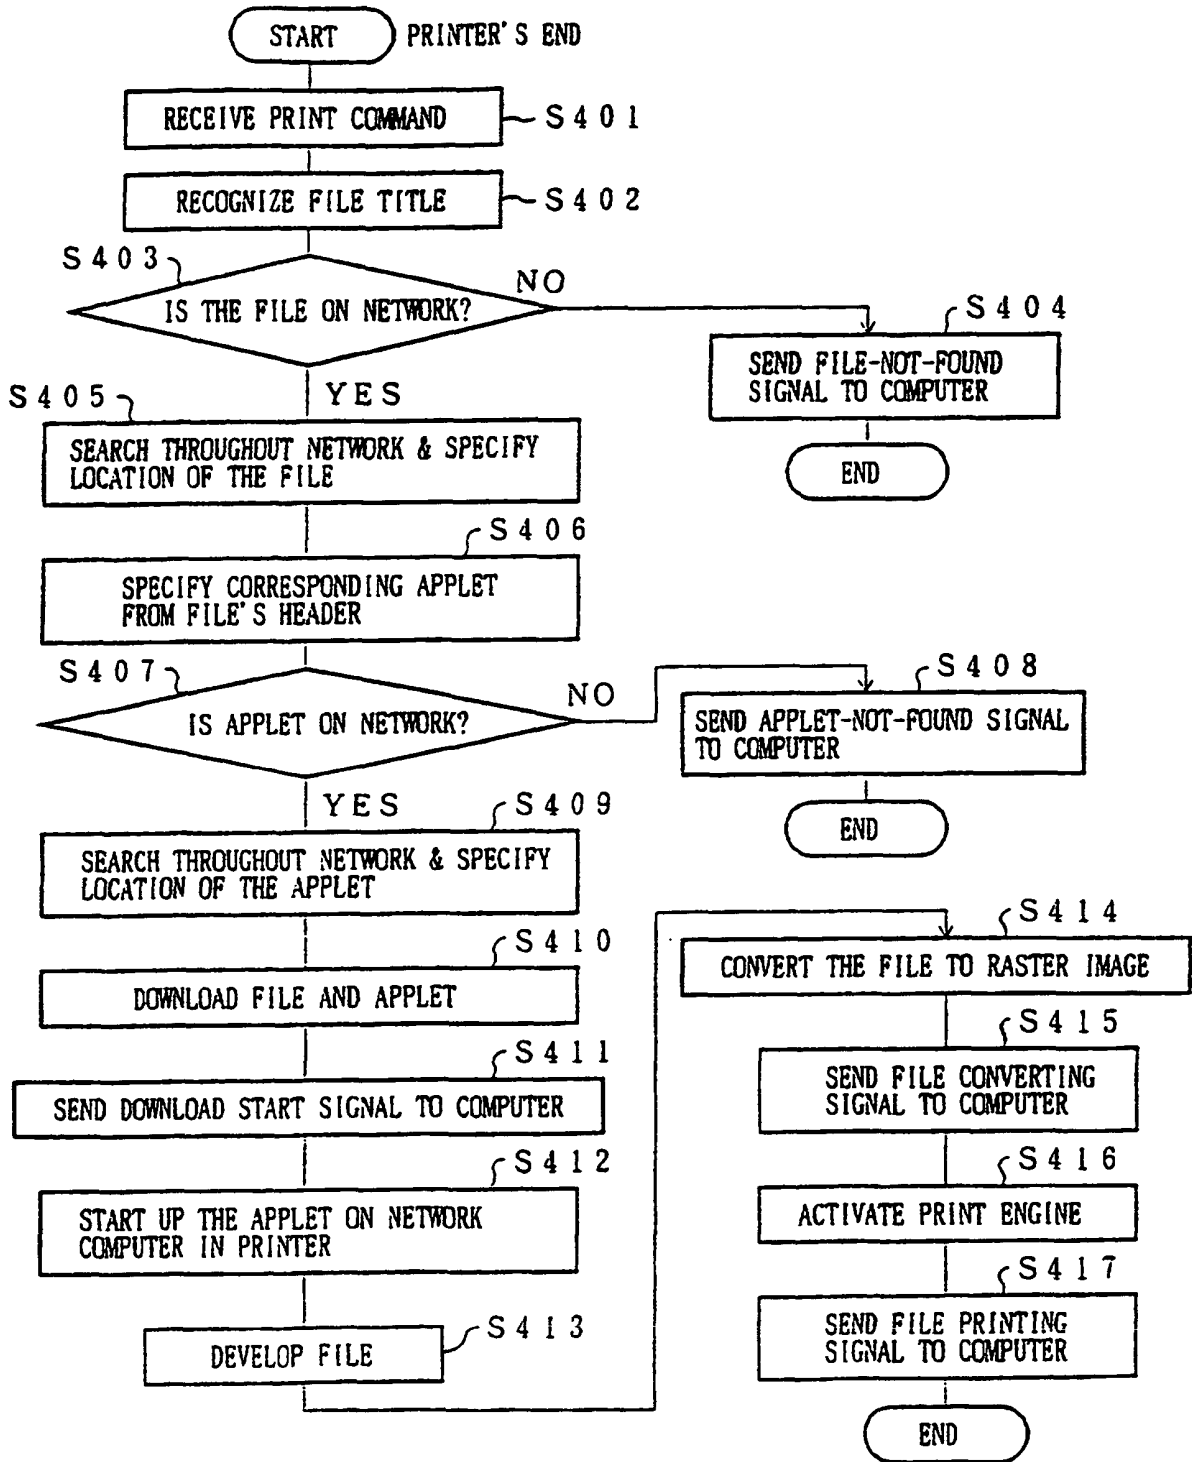 START
PRINTER'S END
RECEIVE PRINT COMMAND
S401
RECOGNIZE FILE TITLE
S402
S403
IS THE FILE ON NETWORK?
NO
S404
SEND FILE-NOT-FOUND
SIGNAL TO COMPUTER
END
YES
S405
SEARCH THROUGHOUT NETWORK & SPECIFY
LOCATION OF THE FILE
S406
SPECIFY CORRESPONDING APPLET
FROM FILE'S HEADER
S407
IS APPLET ON NETWORK?
NO
S408
SEND APPLET-NOT-FOUND SIGNAL
TO COMPUTER
END
YES
S409
SEARCH THROUGHOUT NETWORK & SPECIFY
LOCATION OF THE APPLET
S410
DOWNLOAD FILE AND APPLET
S411
SEND DOWNLOAD START SIGNAL TO COMPUTER
S412
START UP THE APPLET ON NETWORK
COMPUTER IN PRINTER
S413
DEVELOP FILE
S414
CONVERT THE FILE TO RASTER IMAGE
S415
SEND FILE CONVERTING
SIGNAL TO COMPUTER
S416
ACTIVATE PRINT ENGINE
S417
SEND FILE PRINTING
SIGNAL TO COMPUTER
END